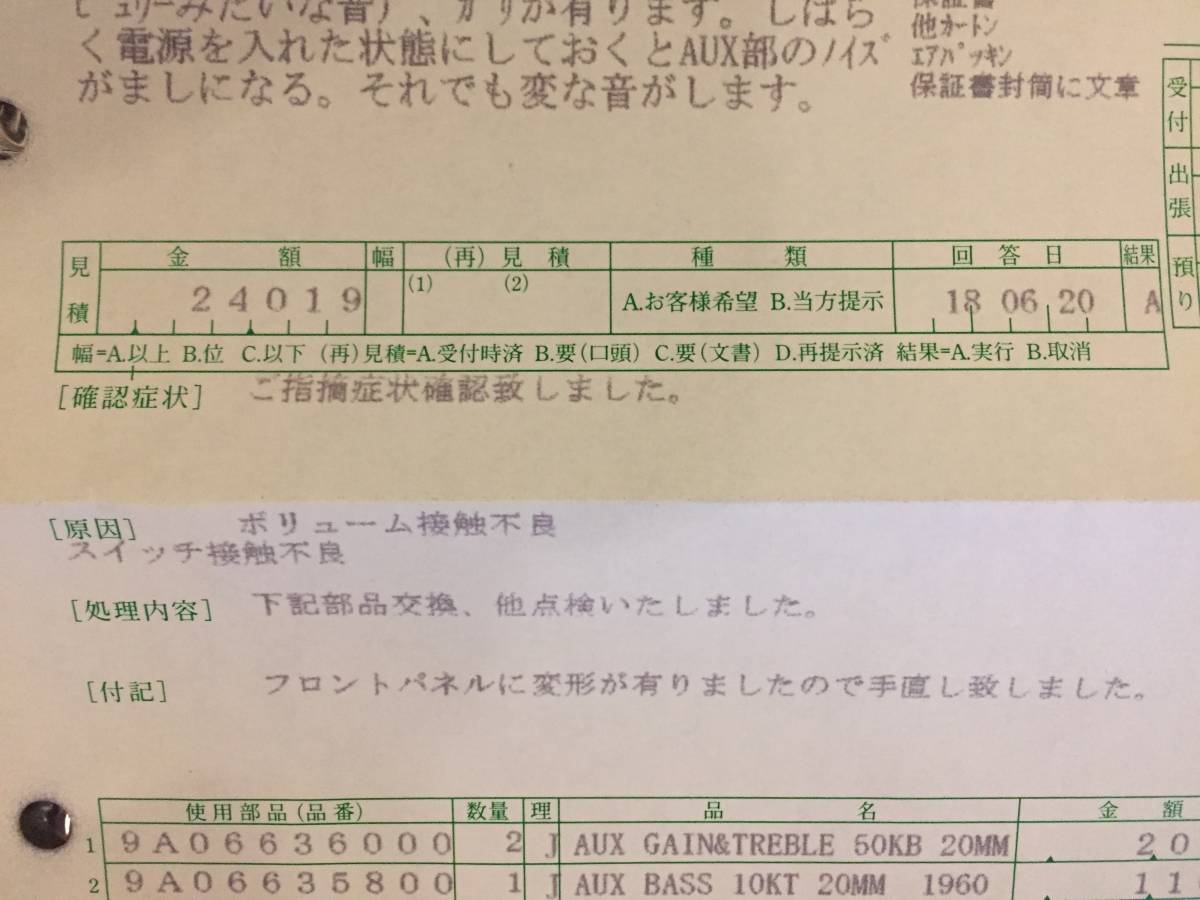 ﾋﾟｭﾘｰみたいな音)、ｶﾞﾘが有ります。しばら
く電源を入れた状態にしておくとAUX部のﾉｲｽﾞ
がましになる。それでも変な音がします。
保証書
他ｶｰﾄﾝ
ｴｱﾊﾟｯｷﾝ
保証書封筒に文章
受付
出張
預り
見積 金額 幅 (再)見積 種類 回答日 結果
24019 (1) (2) A.お客様希望 B.当方提示 18 06 20 A
幅=A.以上 B.位 C.以下 (再)見積=A.受付時済 B.要(口頭) C.要(文書) D.再提示済 結果=A.実行 B.取消
[確認症状] ご指摘症状確認致しました。
[原因] ボリューム接触不良
スイッチ接触不良
[処理内容] 下記部品交換、他点検いたしました。
[付記] フロントパネルに変形が有りましたので手直し致しました。
使用部品(品番) 数量 理 品名 金額
1 9A06636000 2 J AUX GAIN&TREBLE 50KB 20MM 20
2 9A06635800 1 J AUX BASS 10KT 20MM 1960 11